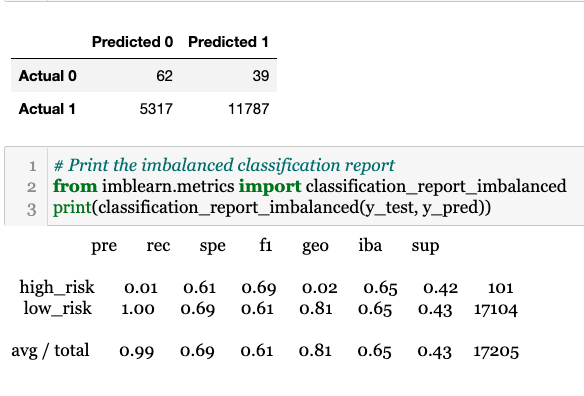 Predicted 0 Predicted 1
Actual 0 62 39
Actual 1 5317 11787
1 # Print the imbalanced classification report
2 from imblearn.metrics import classification_report_imbalanced
3 print(classification_report_imbalanced(y_test, y_pred))
pre rec spe f1 geo iba sup
high_risk 0.01 0.61 0.69 0.02 0.65 0.42 101
low_risk 1.00 0.69 0.61 0.81 0.65 0.43 17104
avg / total 0.99 0.69 0.61 0.81 0.65 0.43 17205